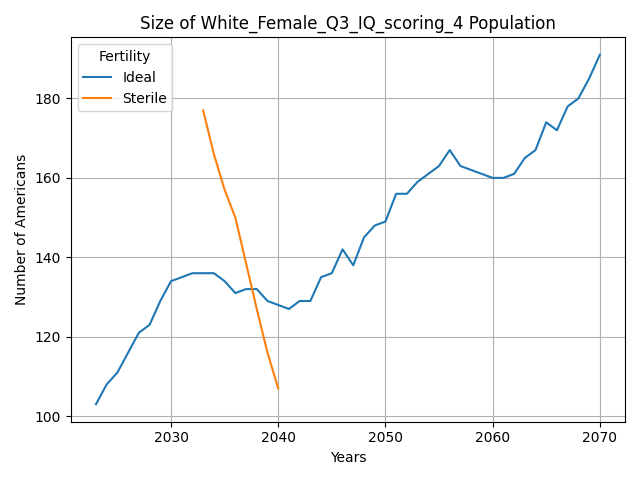 Size of White_Female_Q3_IQ_scoring_4 Population
Fertility
Ideal
Sterile
Number of Americans
180
160
140
120
100
2030 2040 2050 2060 2070
Years